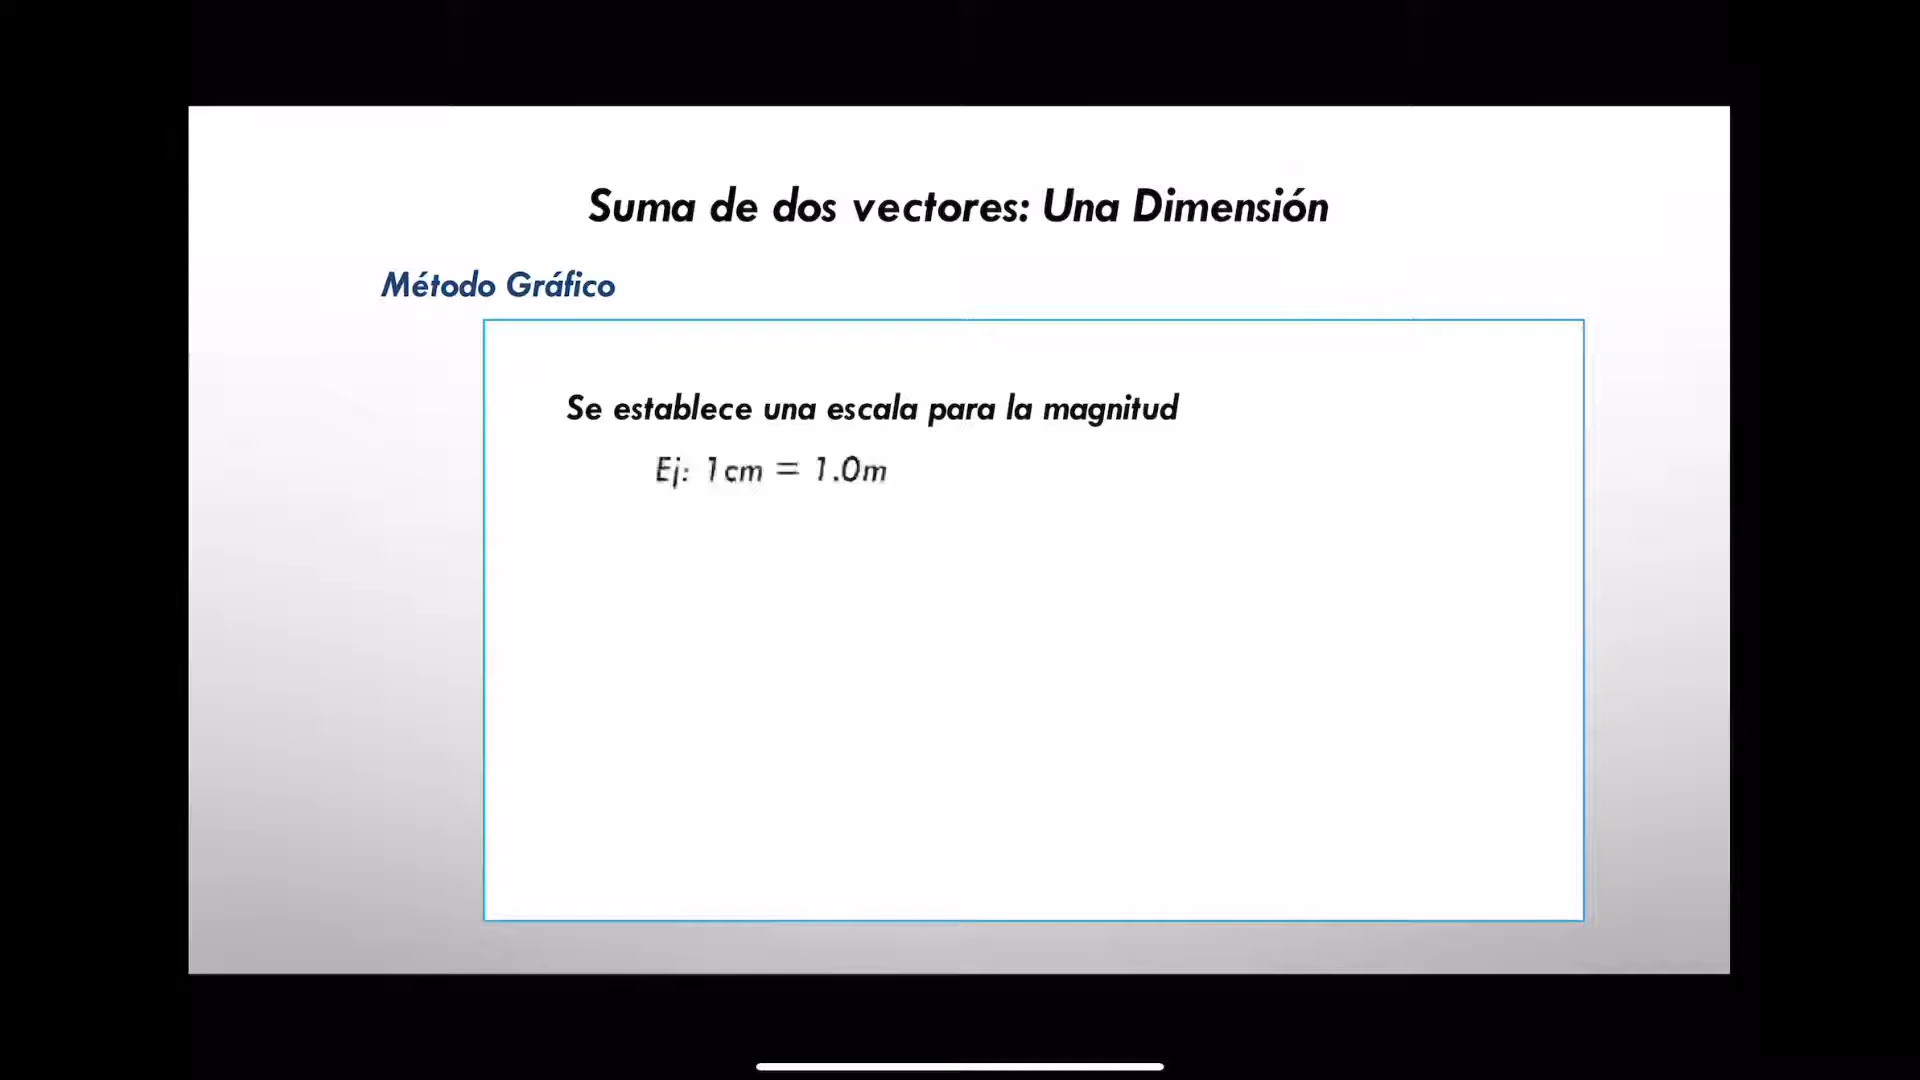 Suma de dos vectores: Una Dimensión
Método Gráfico
Se establece una escala para la magnitud
Ej: 1cm = 1.0m